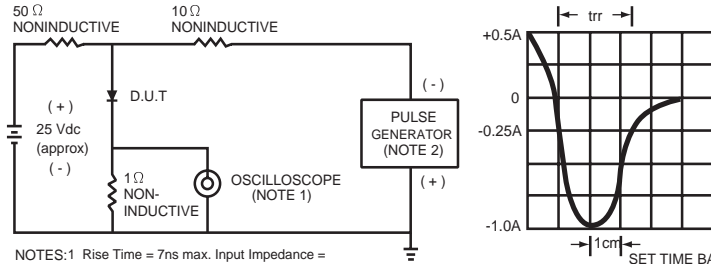 50 Ω
NONINDUCTIVE
10 Ω
NONINDUCTIVE
trr
+0.5A
(+)
25 Vdc
(approx)
(-)
D.U.T
(-)
PULSE
GENERATOR
(NOTE 2)
(+)
1 Ω
NON-
INDUCTIVE
OSCILLOSCOPE
(NOTE 1)
0
-0.25A
-1.0A
1cm
SET TIME BA
NOTES:1 Rise Time = 7ns max. Input Impedance =